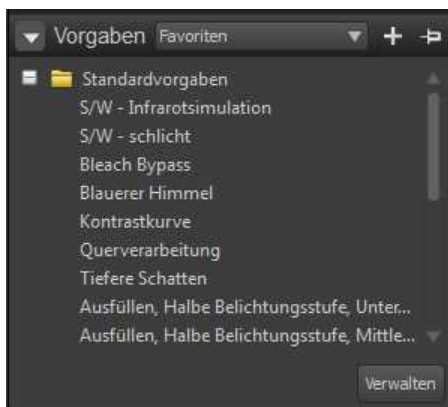 Vorgaben Favoriten
Standardvorgaben
S/W - Infrarotsimulation
S/W - schlicht
Bleach Bypass
Blauerer Himmel
Kontrastkurve
Querverarbeitung
Tiefere Schatten
Ausfüllen, Halbe Belichtungsstufe, Unter...
Ausfüllen, Halbe Belichtungsstufe, Mittle...
Verwalten